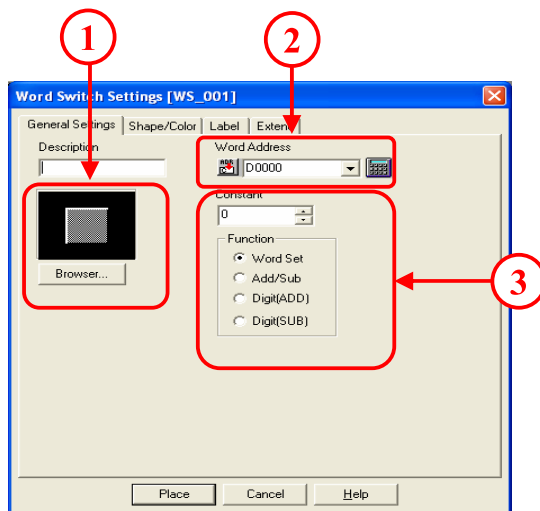 1
2
Word Switch Settings [WS_001]
General Settings Shape/Color Label Extend
Description
Word Address
D0000
Constant
0
Function
Word Set
Add/Sub
Digit(ADD)
Digit(SUB)
Browser...
3
Place Cancel Help